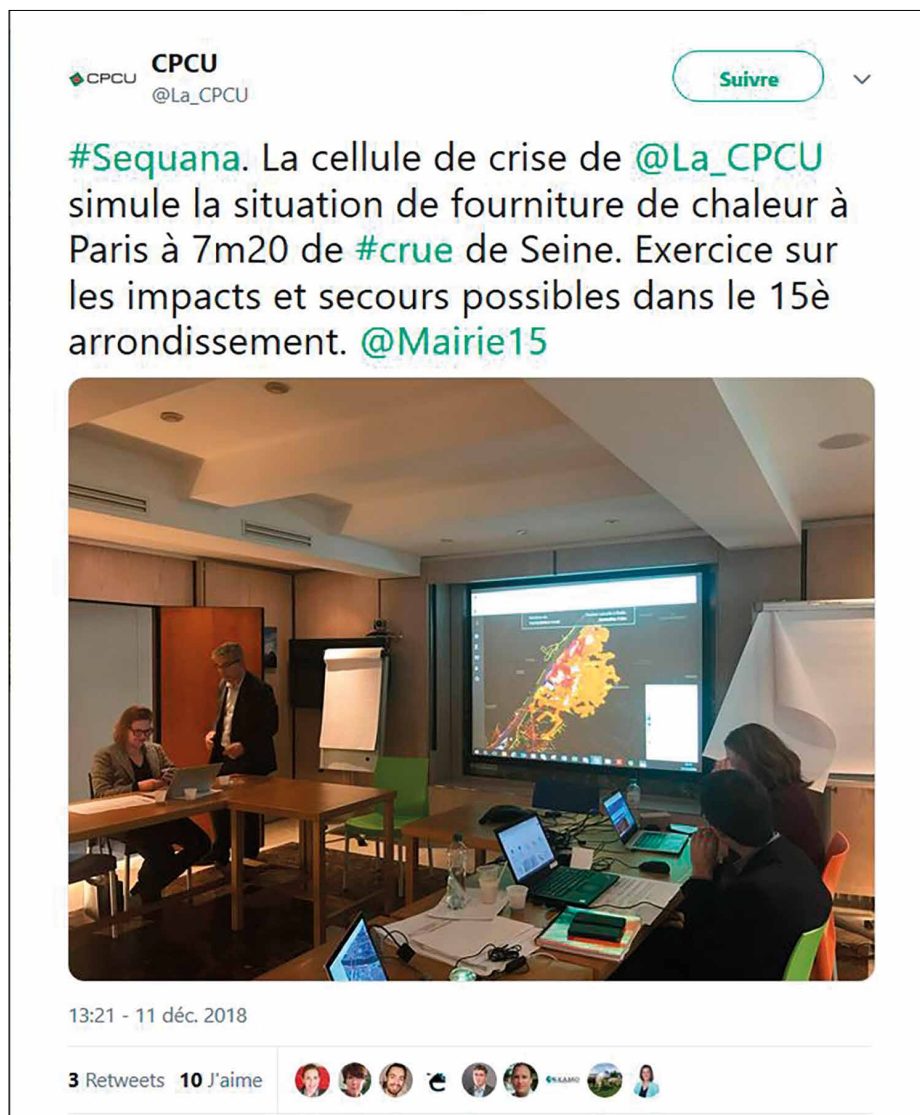 CPCU
CPCU
@La_CPCU
Suivre
#Sequana. La cellule de crise de @La_CPCU
simule la situation de fourniture de chaleur à
Paris à 7m20 de #crue de Seine. Exercice sur
les impacts et secours possibles dans le 15è
arrondissement. @Mairie15
13:21 - 11 déc. 2018
3 Retweets 10 J'aime